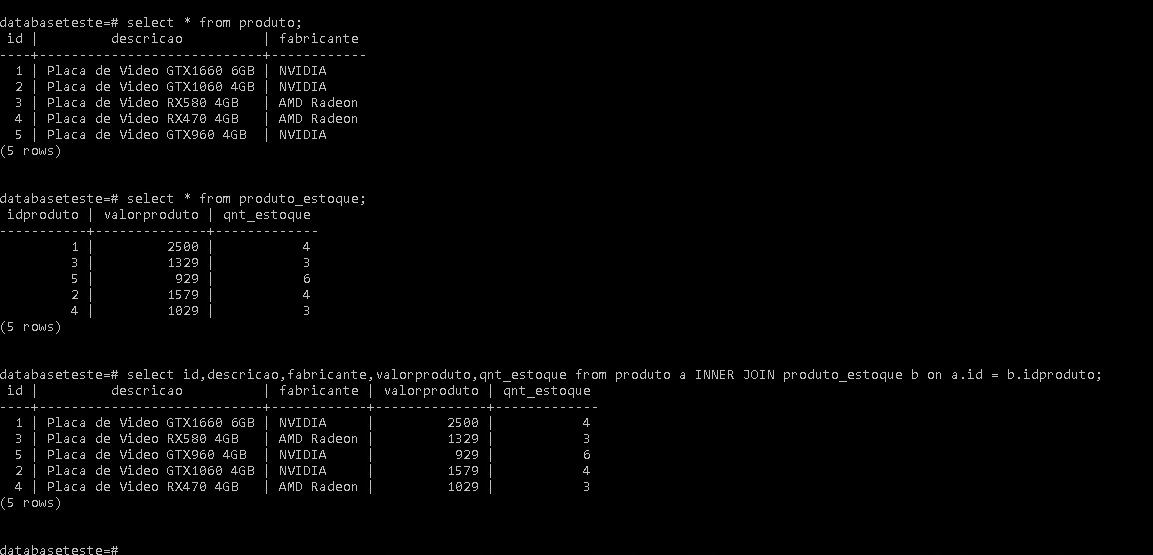 databaseteste=# select * from produto;
 id |         descricao          | fabricante
----+----------------------------+------------
  1 | Placa de Video GTX1660 6GB | NVIDIA
  2 | Placa de Video GTX1060 4GB | NVIDIA
  3 | Placa de Video RX580 4GB   | AMD Radeon
  4 | Placa de Video RX470 4GB   | AMD Radeon
  5 | Placa de Video GTX960 4GB  | NVIDIA
(5 rows)
databaseteste=# select * from produto_estoque;
 idproduto | valorproduto | qnt_estoque
-----------+--------------+-------------
         1 |         2500 |           4
         3 |         1329 |           3
         5 |          929 |           6
         2 |         1579 |           4
         4 |         1029 |           3
(5 rows)
databaseteste=# select id,descricao,fabricante,valorproduto,qnt_estoque from produto a INNER JOIN produto_estoque b on a.id = b.idproduto;
 id |         descricao          | fabricante | valorproduto | qnt_estoque
----+----------------------------+------------+--------------+-------------
  1 | Placa de Video GTX1660 6GB | NVIDIA     |         2500 |           4
  3 | Placa de Video RX580 4GB   | AMD Radeon |         1329 |           3
  5 | Placa de Video GTX960 4GB  | NVIDIA     |          929 |           6
  2 | Placa de Video GTX1060 4GB | NVIDIA     |         1579 |           4
  4 | Placa de Video RX470 4GB   | AMD Radeon |         1029 |           3
(5 rows)
databaseteste=#